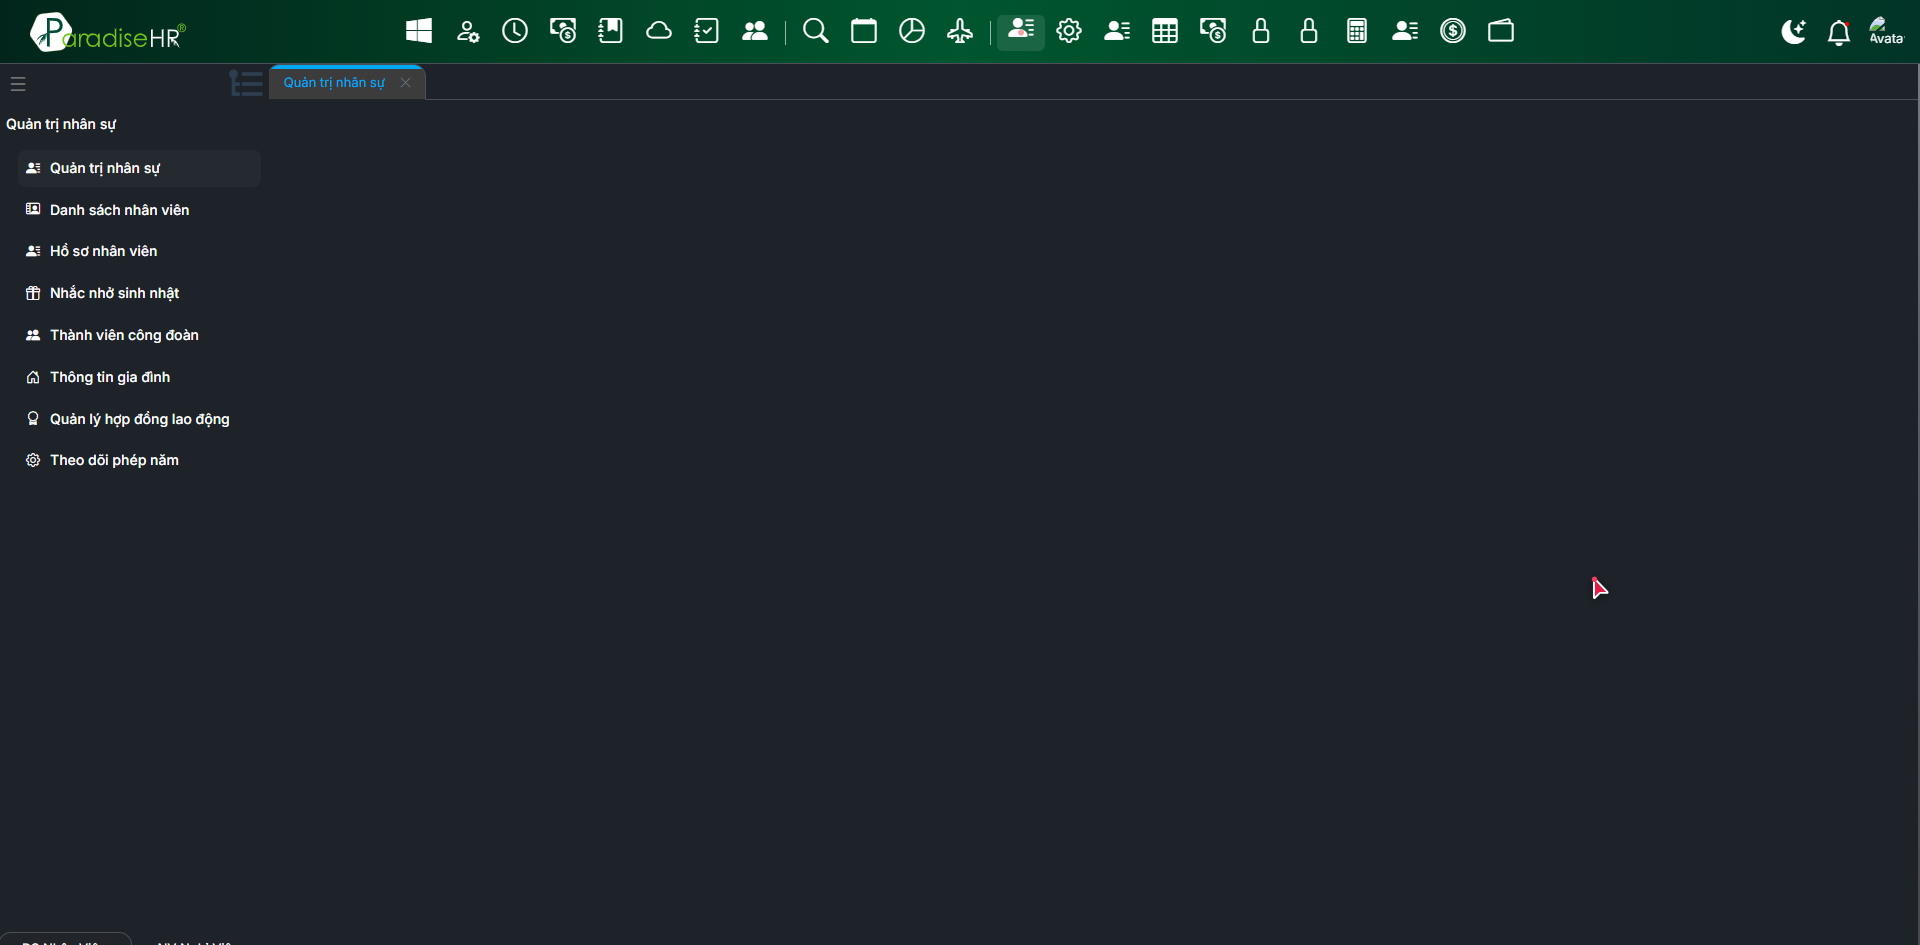 ParadiseHR®
Avata
Quản trị nhân sự
Quản trị nhân sự
Quản trị nhân sự
Danh sách nhân viên
Hồ sơ nhân viên
Nhắc nhở sinh nhật
Thành viên công đoàn
Thông tin gia đình
Quản lý hợp đồng lao động
Theo dõi phép năm